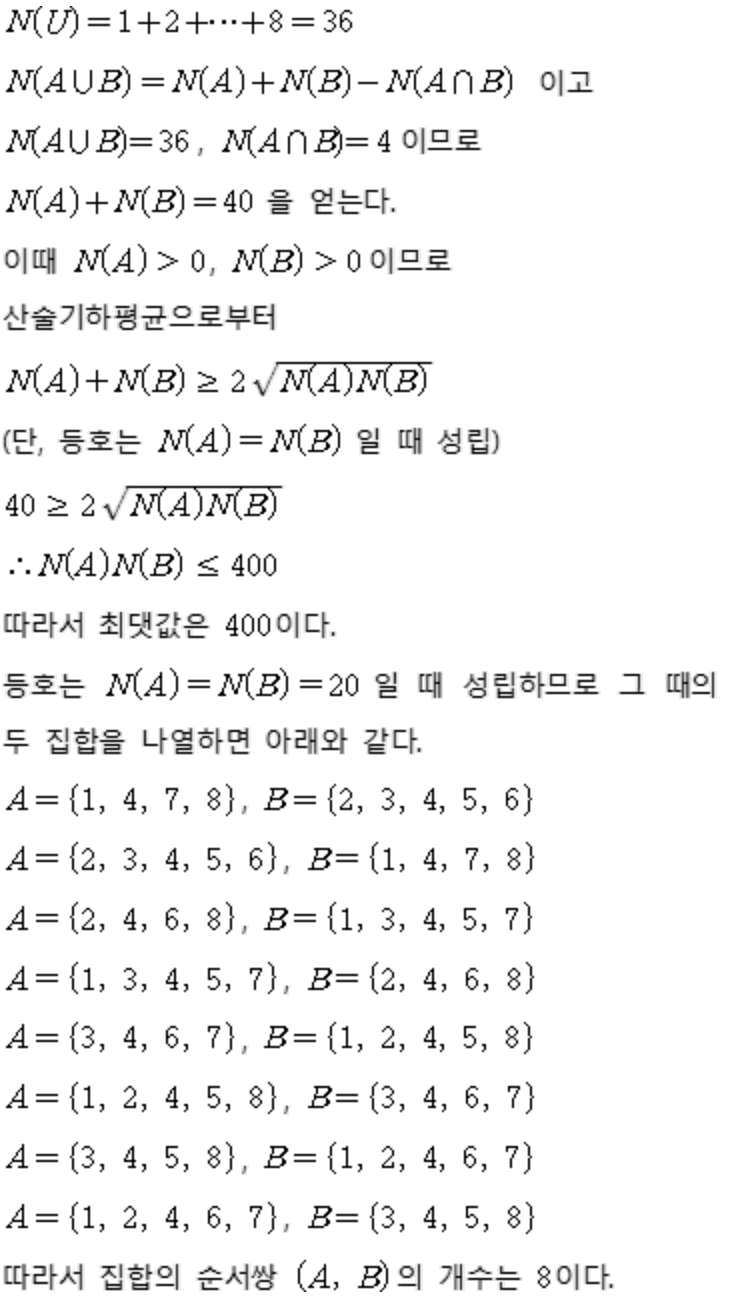 N(U)=1+2+⋯+8=36
N(A∪B)=N(A)+N(B)−N(A∩B) 이고
N(A∪B)=36, N(A∩B)=4 이므로
N(A)+N(B)=40 을 얻는다.
이때 N(A)>0, N(B)>0 이므로
산술기하평균으로부터
N(A)+N(B)≥2√(N(A)N(B))
(단, 등호는 N(A)=N(B) 일 때 성립)
40≥2√(N(A)N(B))
∴N(A)N(B)≤400
따라서 최댓값은 400이다.
등호는 N(A)=N(B)=20 일 때 성립하므로 그 때의
두 집합을 나열하면 아래와 같다.
A={1, 4, 7, 8}, B={2, 3, 4, 5, 6}
A={2, 3, 4, 5, 6}, B={1, 4, 7, 8}
A={2, 4, 6, 8}, B={1, 3, 4, 5, 7}
A={1, 3, 4, 5, 7}, B={2, 4, 6, 8}
A={3, 4, 6, 7}, B={1, 2, 4, 5, 8}
A={1, 2, 4, 5, 8}, B={3, 4, 6, 7}
A={3, 4, 5, 8}, B={1, 2, 4, 6, 7}
A={1, 2, 4, 6, 7}, B={3, 4, 5, 8}
따라서 집합의 순서쌍 (A, B)의 개수는 8이다.